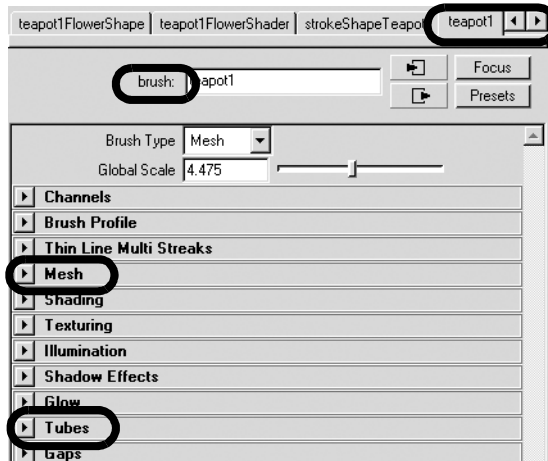 teapot1FlowerShape teapot1FlowerShader strokeShapeTeapot teapot1
brush: teapot1
Focus
Presets
Brush Type Mesh
Global Scale 4.475
Channels
Brush Profile
Thin Line Multi Streaks
Mesh
Shading
Texturing
Illumination
Shadow Effects
Glow
Tubes
Gaps